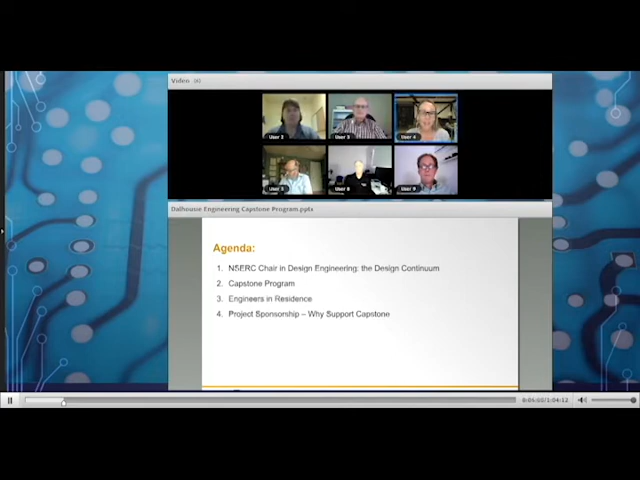 Video (6)
User 2
User 3
User 4
User 8
User 9
Dalhousie Engineering Capstone Program.pptx
Agenda:
1. NSERC Chair in Design Engineering: the Design Continuum
2. Capstone Program
3. Engineers in Residence
4. Project Sponsorship – Why Support Capstone